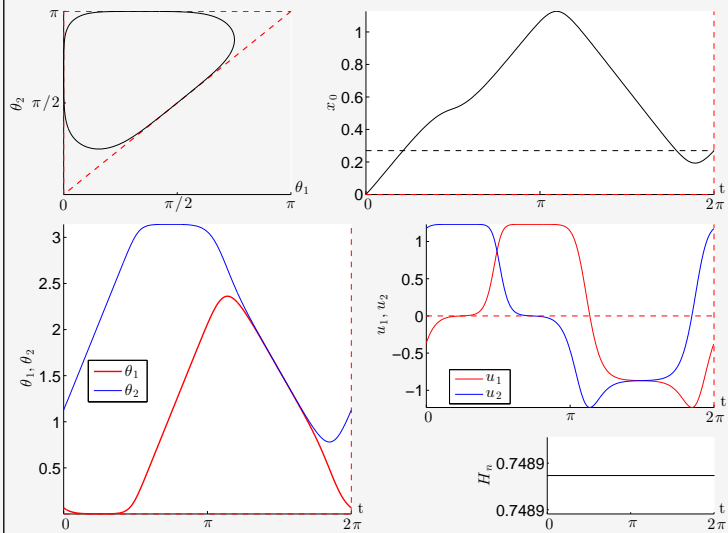 π
θ₂ π/2
0 π/2 π
θ₁
1
0.8
0.6
0.4
0.2
0
x₀
π 2π
t
3
2.5
2
1.5
1
0.5
θ₁, θ₂
θ₁
θ₂
0 π 2π
t
1
0.5
0
−0.5
−1
u₁, u₂
u₁
u₂
0 π 2π
t
Hₙ
0.7489
0.7489
0 π 2π
t